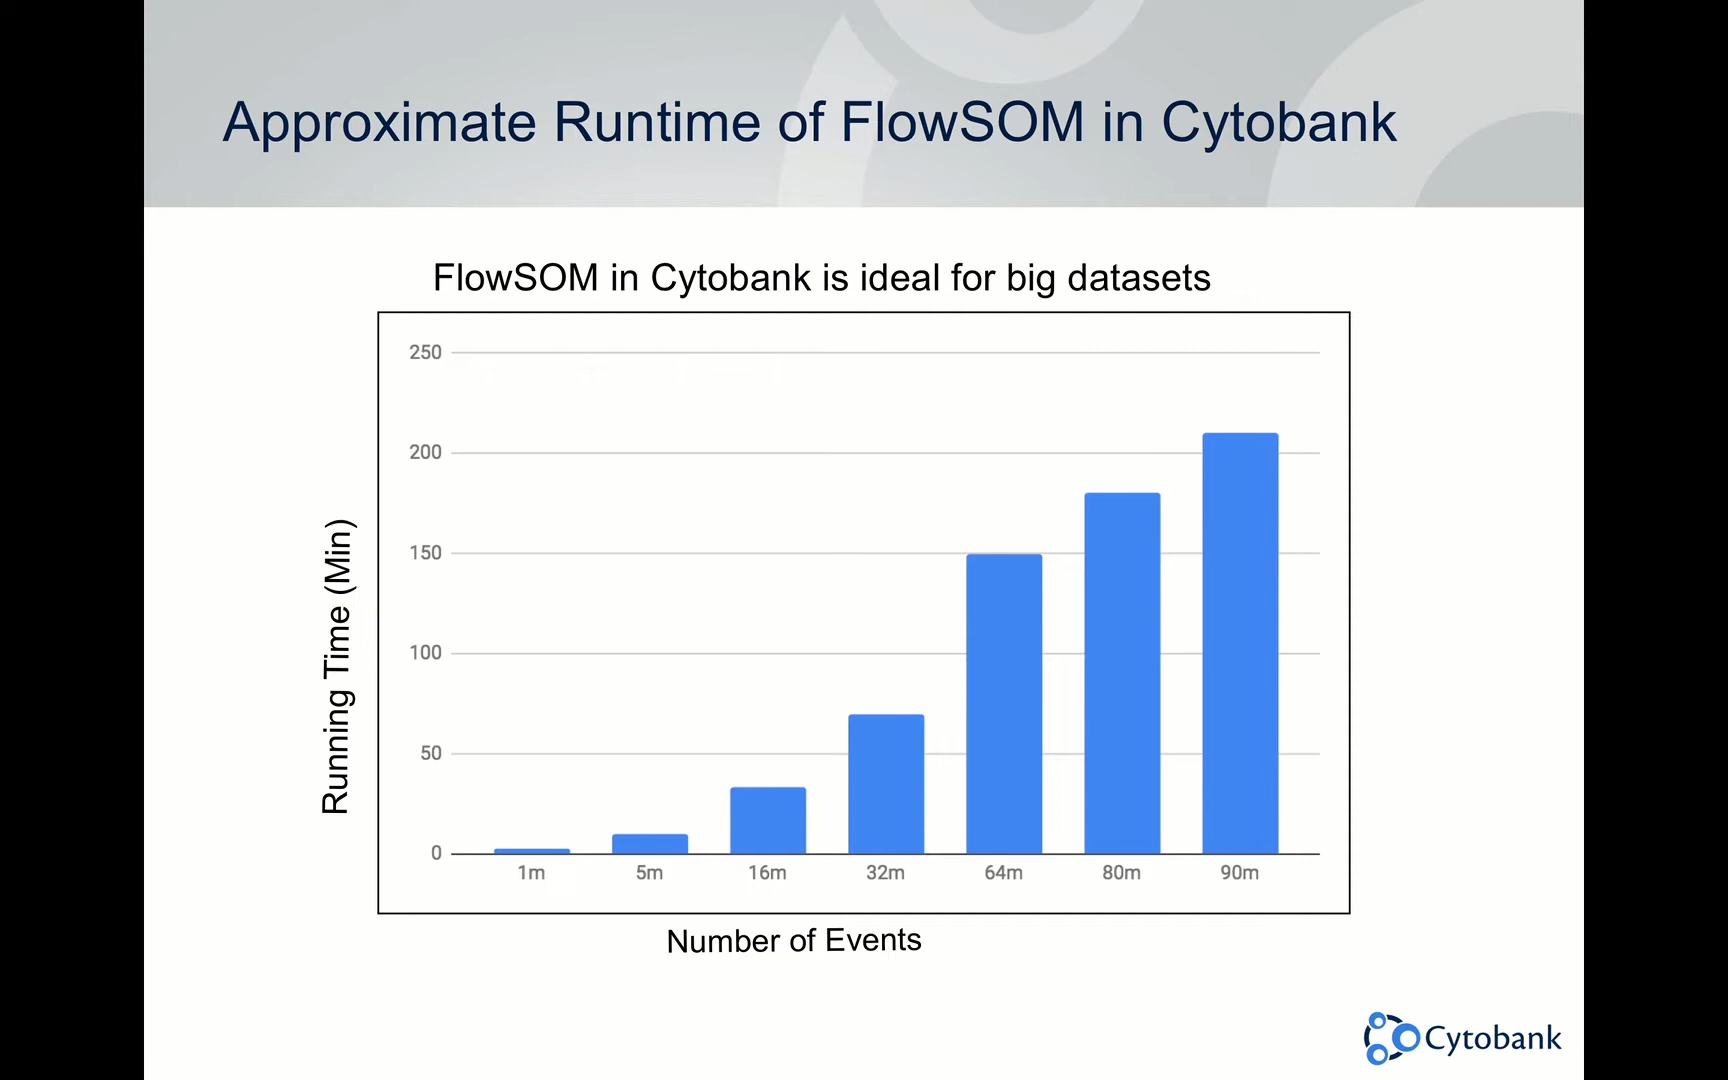 Approximate Runtime of FlowSOM in Cytobank
FlowSOM in Cytobank is ideal for big datasets
Running Time (Min)
250
200
150
100
50
0
1m 5m 16m 32m 64m 80m 90m
Number of Events
Cytobank